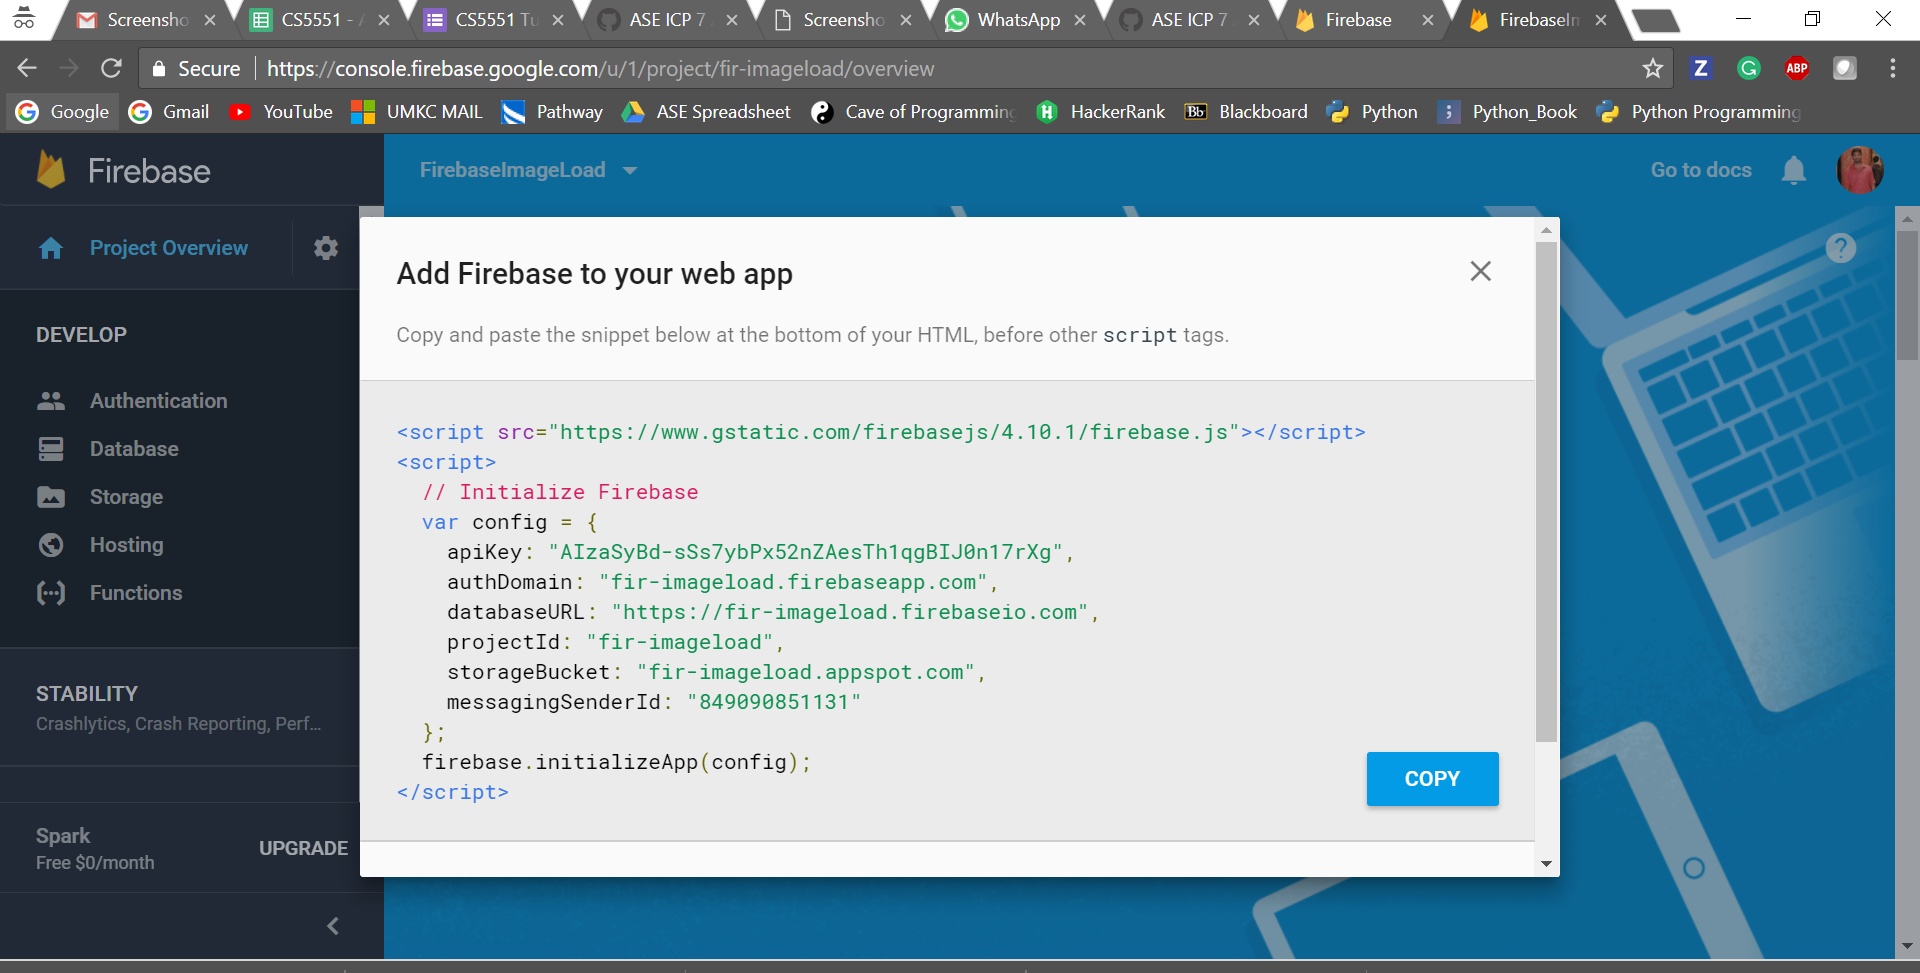 Screensho
CS5551 - A
CS5551 Tu
ASE ICP 7
Screensho
WhatsApp
ASE ICP 7
Firebase
FirebaseIm
Secure
https://console.firebase.google.com/u/1/project/fir-imageload/overview
Z
G
ABP
Google
Gmail
YouTube
UMKC MAIL
Pathway
ASE Spreadsheet
Cave of Programming
HackerRank
Bb
Blackboard
Python
Python_Book
Python Programming
Firebase
FirebaseImageLoad
Go to docs
Project Overview
DEVELOP
Authentication
Database
Storage
Hosting
Functions
STABILITY
Crashlytics, Crash Reporting, Perf...
Spark
Free $0/month
UPGRADE
Add Firebase to your web app
Copy and paste the snippet below at the bottom of your HTML, before other script tags.
<script src="https://www.gstatic.com/firebasejs/4.10.1/firebase.js"></script>
<script>
// Initialize Firebase
var config = {
apiKey: "AIzaSyBd-sSs7ybPx52nZAesTh1qgBIJ0n17rXg",
authDomain: "fir-imageload.firebaseapp.com",
databaseURL: "https://fir-imageload.firebaseio.com",
projectId: "fir-imageload",
storageBucket: "fir-imageload.appspot.com",
messagingSenderId: "849090851131"
};
firebase.initializeApp(config);
</script>
COPY